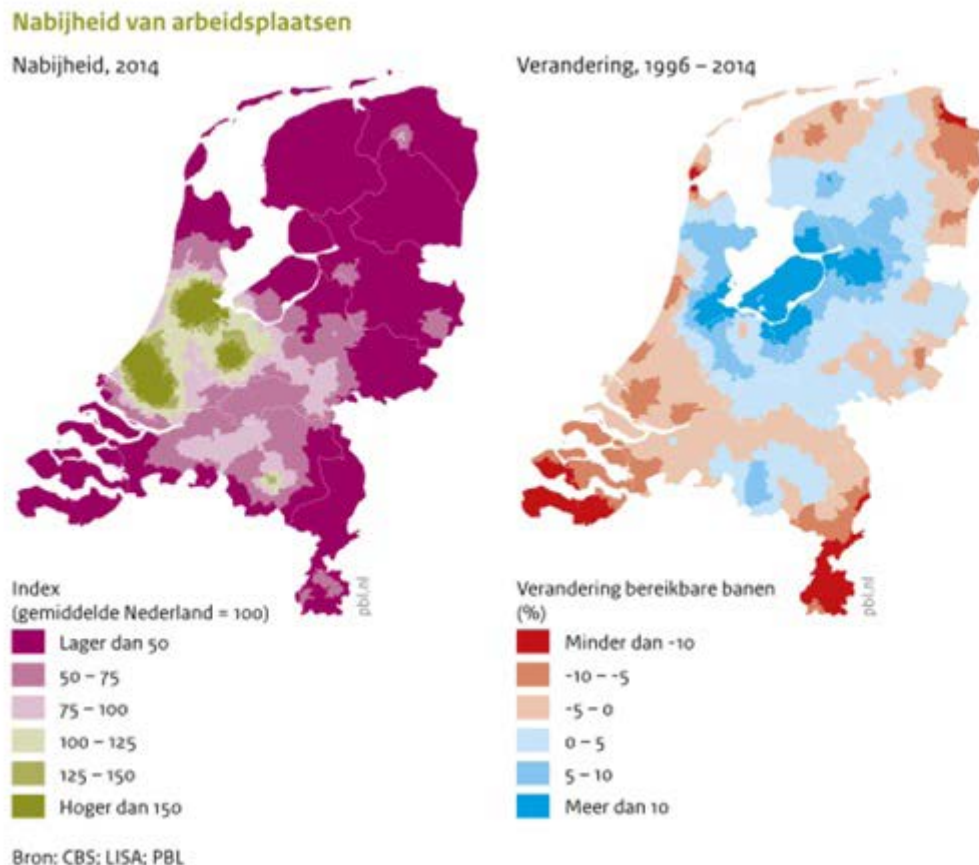 Nabijheid van arbeidsplaatsen
Nabijheid, 2014
Verandering, 1996 – 2014
pbl.nl
pbl.nl
Index
(gemiddelde Nederland = 100)
Lager dan 50
50 – 75
75 – 100
100 – 125
125 – 150
Hoger dan 150
Verandering bereikbare banen
(%)
Minder dan -10
-10 – -5
-5 – 0
0 – 5
5 – 10
Meer dan 10
Bron: CBS; LISA; PBL